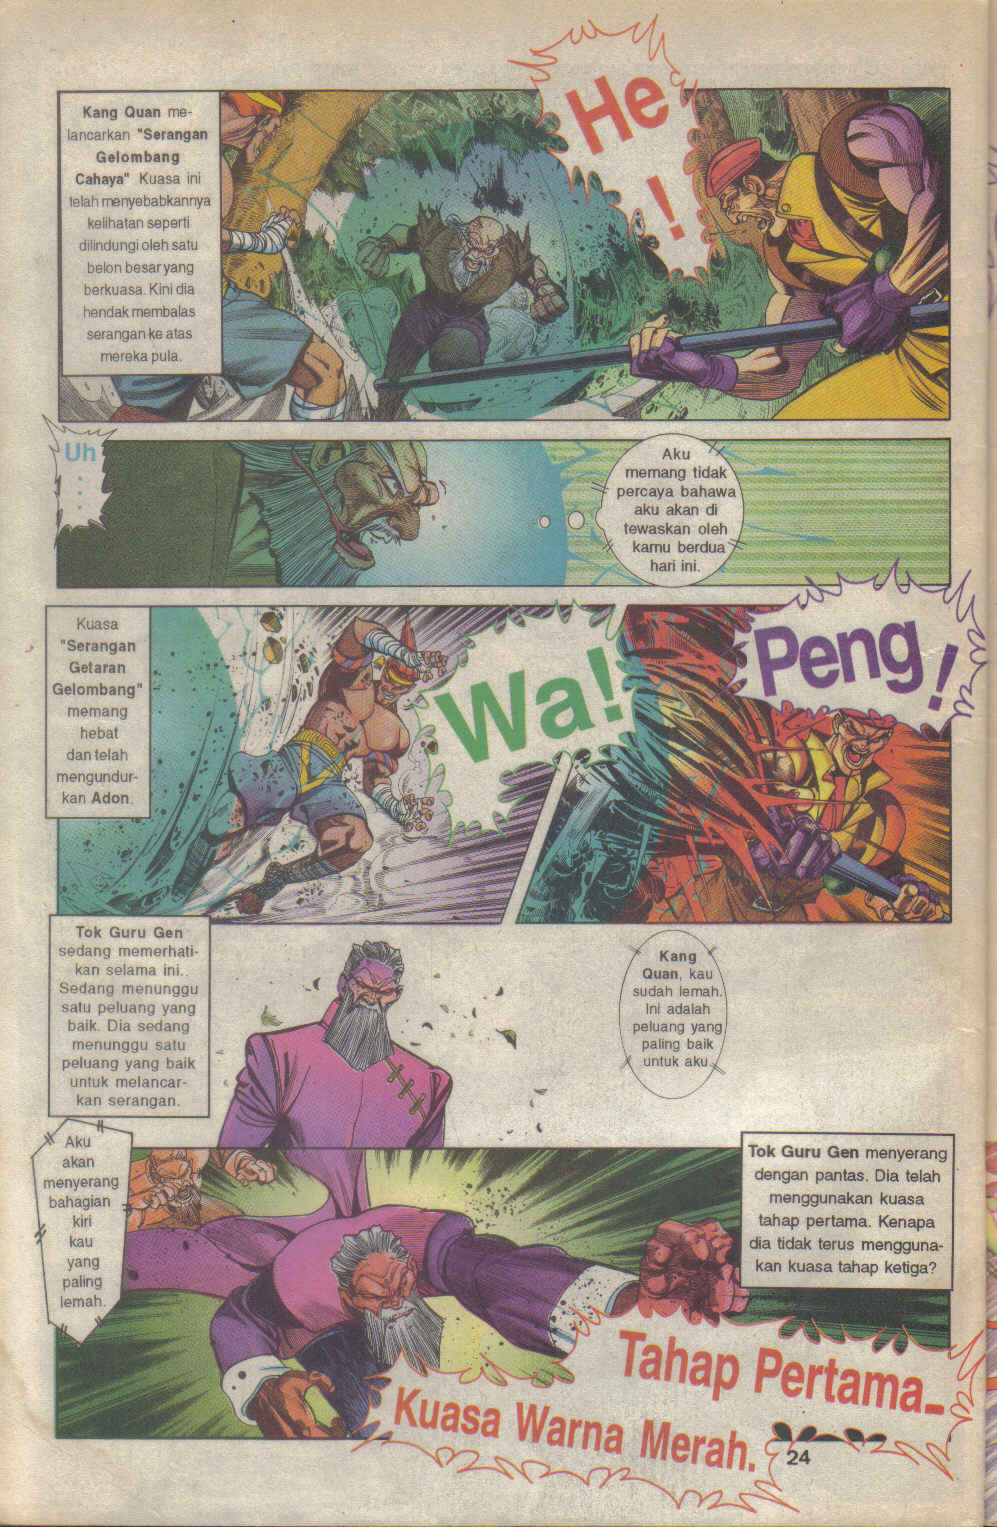 He
!
Kang Quan me-
lancarkan "Serangan
Gelombang
Cahaya" Kuasa ini
telah menyebabkannya
kelihatan seperti
dilindungi oleh satu
belon besar yang
berkuasa. Kini dia
hendak membalas
serangan ke atas
mereka pula.
Uh
....
Aku
memang tidak
percaya bahawa
aku akan di
tewaskan oleh
kamu berdua
hari ini.
Kuasa
"Serangan
Getaran
Gelombang"
memang
hebat
dan telah
mengundur-
kan Adon.
Wa!
Peng!
Tok Guru Gen
sedang memerhati-
kan selama ini.
Sedang menunggu
satu peluang yang
baik. Dia sedang
menunggu satu
peluang yang baik
untuk melancar-
kan serangan.
Kang
Quan, kau
sudah lemah.
Ini adalah
peluang yang
paling baik
untuk aku
Aku
akan
menyerang
bahagian
kiri
kau
yang
paling
lemah.
Tok Guru Gen menyerang
dengan pantas. Dia telah
menggunakan kuasa
tahap pertama. Kenapa
dia tidak terus mengguna-
kan kuasa tahap ketiga?
Tahap Pertama-
Kuasa Warna Merah.
24